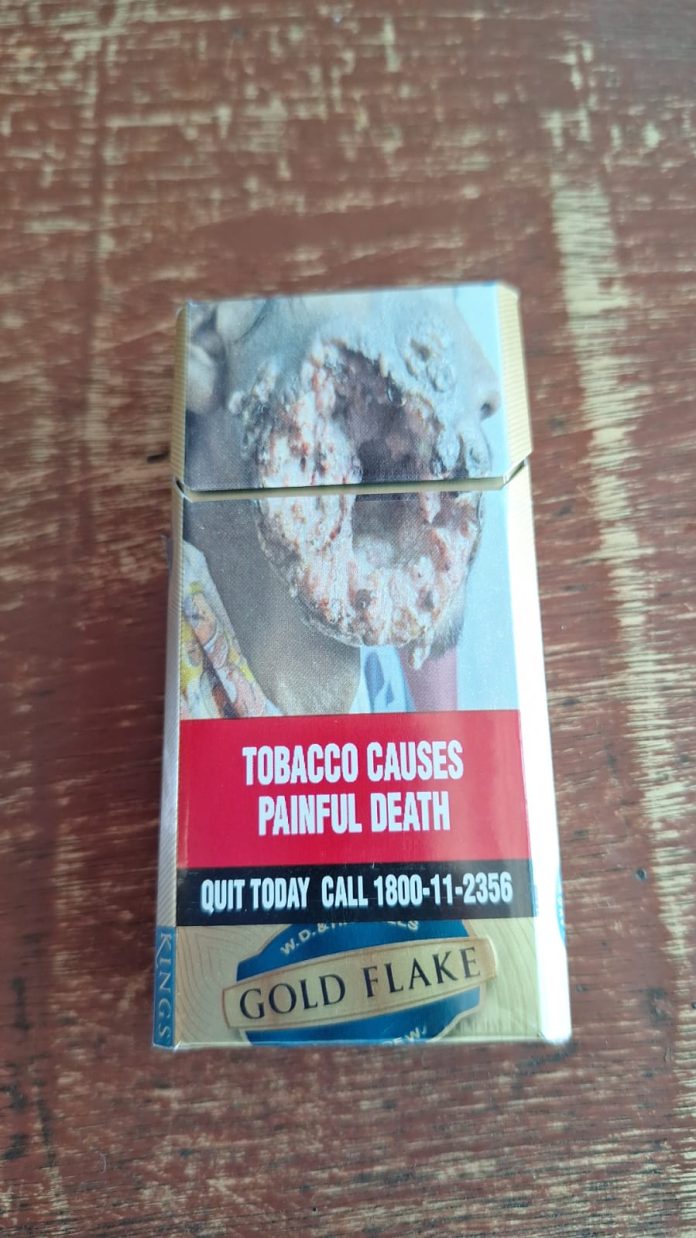 TOBACCO CAUSES
PAINFUL DEATH
QUIT TODAY CALL 1800-11-2356
W.D. &
GOLD FLAKE
KINGS